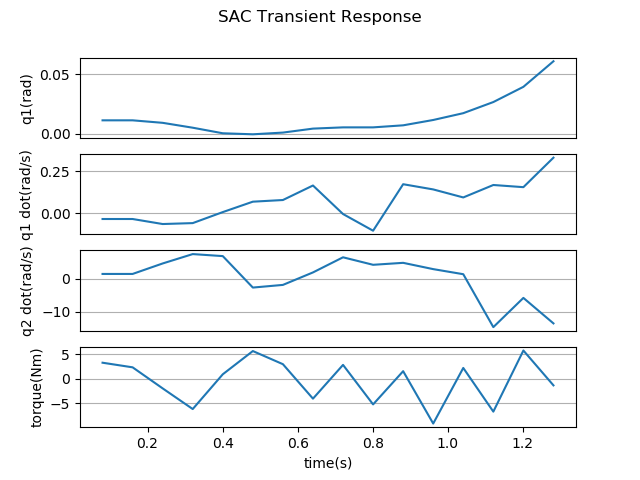 SAC Transient Response
0.05
0.00
q1(rad)
0.25
0.00
q1 dot(rad/s)
0
−10
q2 dot(rad/s)
5
0
−5
torque(Nm)
0.2 0.4 0.6 0.8 1.0 1.2
time(s)